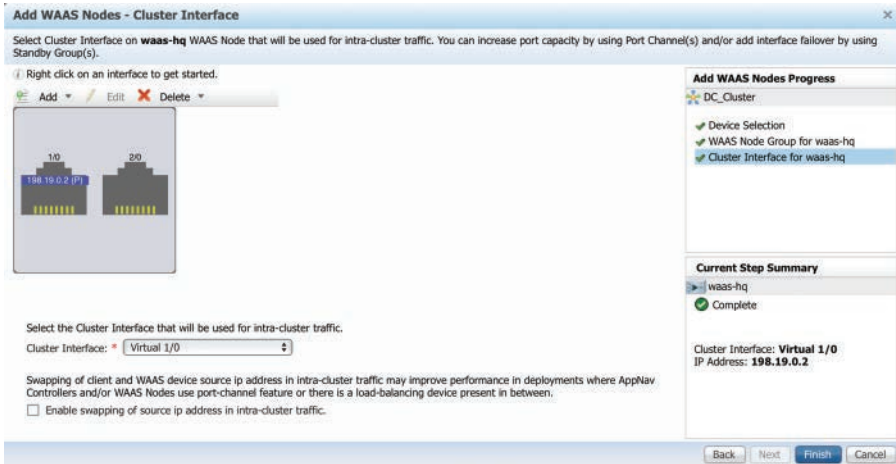 Add WAAS Nodes - Cluster Interface
Select Cluster Interface on waas-hq WAAS Node that will be used for intra-cluster traffic. You can increase port capacity by using Port Channel(s) and/or add interface failover by using
Standby Group(s).
Right click on an interface to get started.
Add Edit Delete
1/0 2/0
198.19.0.2 (P)
Select the Cluster Interface that will be used for intra-cluster traffic.
Cluster Interface: * Virtual 1/0
Swapping of client and WAAS device source ip address in intra-cluster traffic may improve performance in deployments where AppNav
Controllers and/or WAAS Nodes use port-channel feature or there is a load-balancing device present in between.
Enable swapping of source ip address in intra-cluster traffic.
Add WAAS Nodes Progress
DC_Cluster
Device Selection
WAAS Node Group for waas-hq
Cluster Interface for waas-hq
Current Step Summary
waas-hq
Complete
Cluster Interface: Virtual 1/0
IP Address: 198.19.0.2
Back Next Finish Cancel